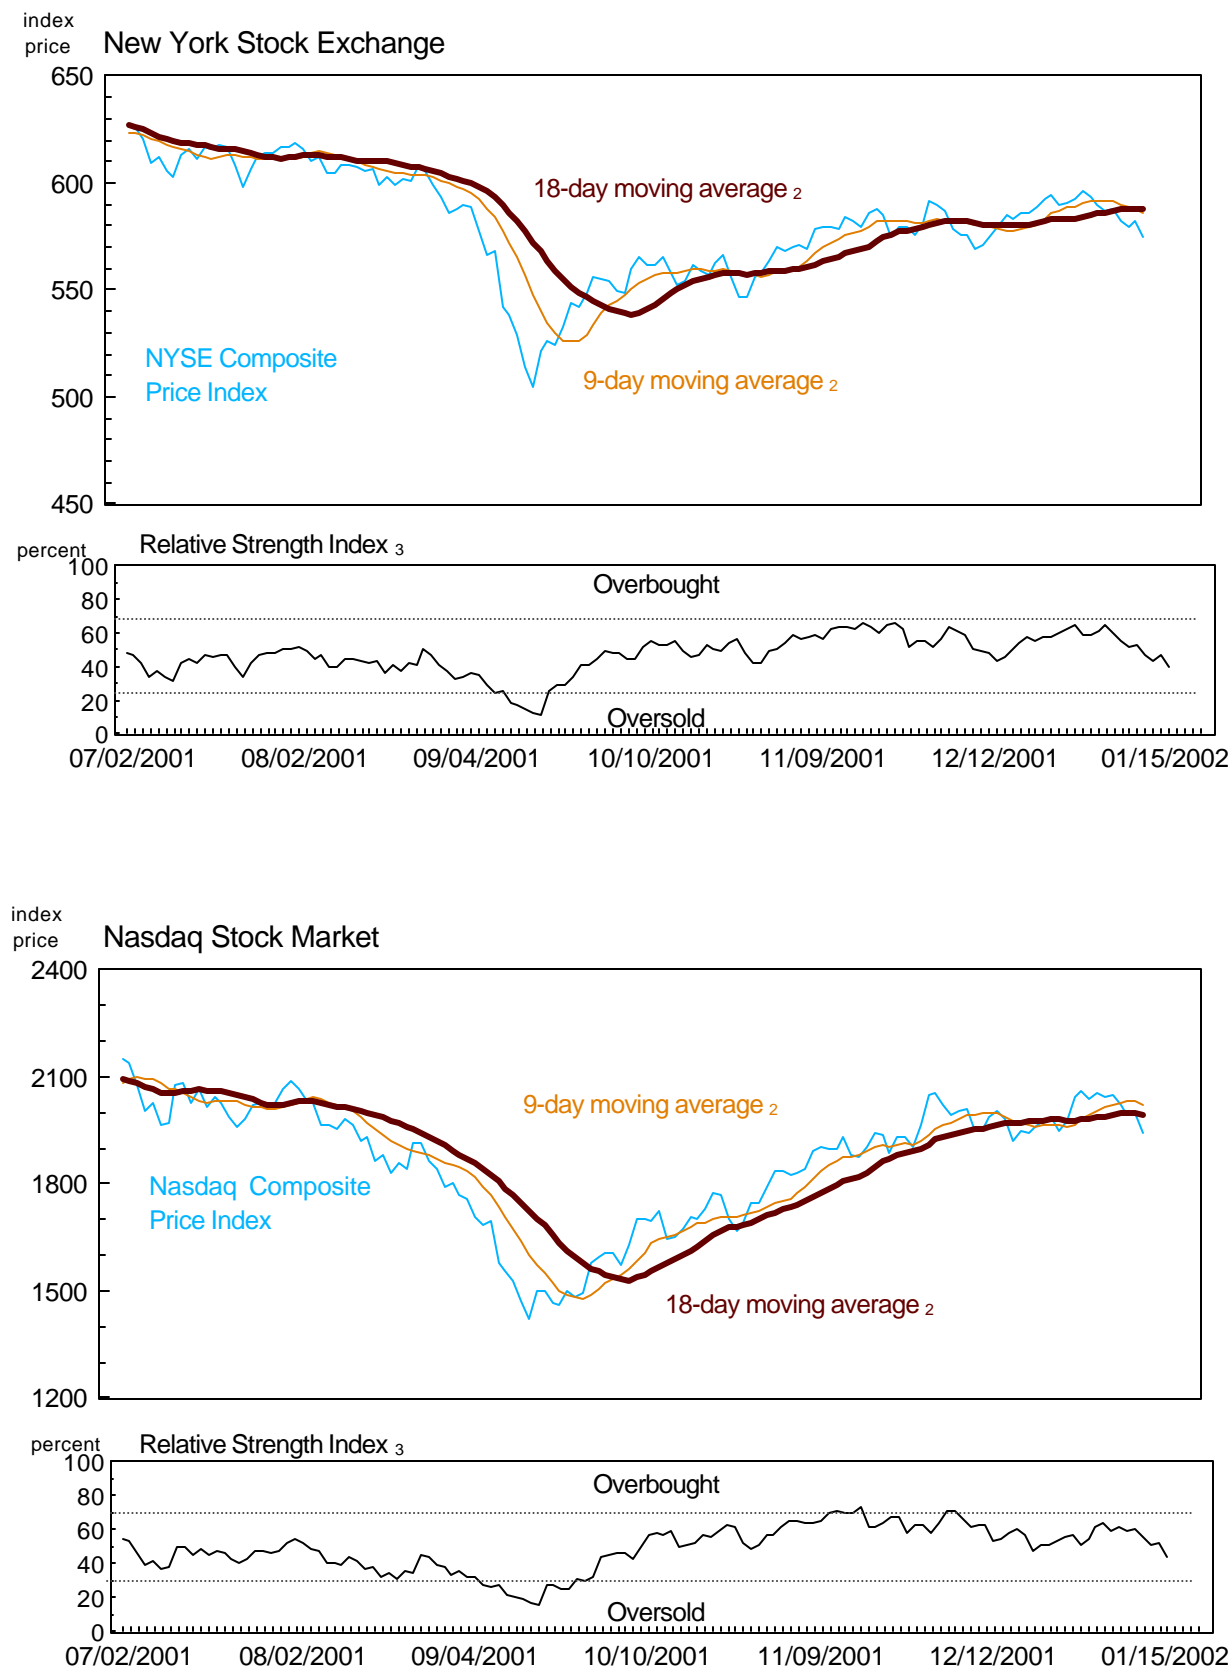 index
price
New York Stock Exchange
650
600
550
500
450
18-day moving average 2
NYSE Composite
Price Index
9-day moving average 2
percent
Relative Strength Index 3
100
80
60
40
20
0
Overbought
Oversold
07/02/2001 08/02/2001 09/04/2001 10/10/2001 11/09/2001 12/12/2001 01/15/2002
index
price
Nasdaq Stock Market
2400
2100
1800
1500
1200
9-day moving average 2
Nasdaq Composite
Price Index
18-day moving average 2
percent
Relative Strength Index 3
100
80
60
40
20
0
Overbought
Oversold
07/02/2001 08/02/2001 09/04/2001 10/10/2001 11/09/2001 12/12/2001 01/15/2002